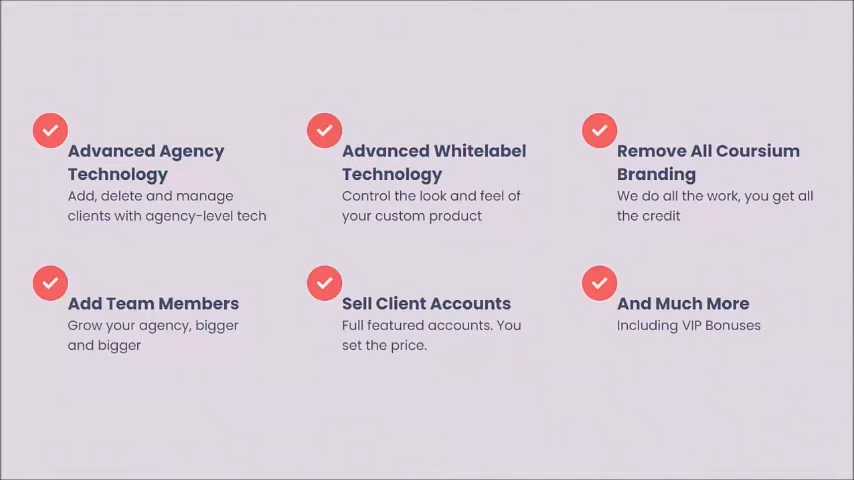 Advanced Agency
Technology
Add, delete and manage
clients with agency-level tech
Advanced Whitelabel
Technology
Control the look and feel of
your custom product
Remove All Coursium
Branding
We do all the work, you get all
the credit
Add Team Members
Grow your agency, bigger
and bigger
Sell Client Accounts
Full featured accounts. You
set the price.
And Much More
Including VIP Bonuses